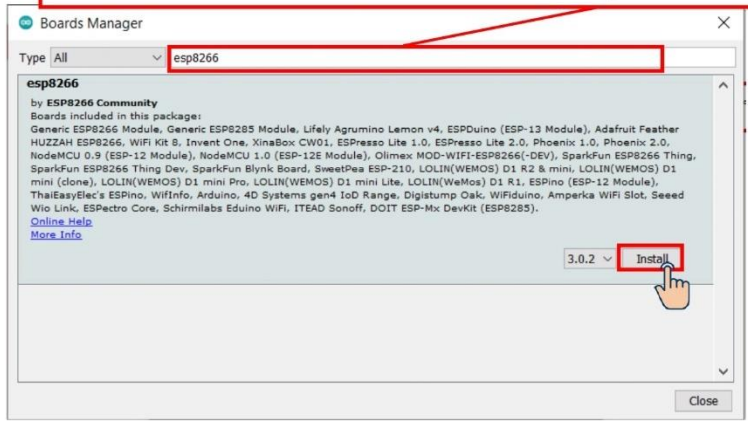 Boards Manager
Type All esp8266
esp8266
by ESP8266 Community
Boards included in this package:
Generic ESP8266 Module, Generic ESP8285 Module, Lifely Agrumino Lemon v4, ESPDuino (ESP-13 Module), Adafruit Feather
HUZZAH ESP8266, WiFi Kit 8, Invent One, XinaBox CW01, ESPresso Lite 1.0, ESPresso Lite 2.0, Phoenix 1.0, Phoenix 2.0,
NodeMCU 0.9 (ESP-12 Module), NodeMCU 1.0 (ESP-12E Module), Olimex MOD-WIFI-ESP8266(-DEV), SparkFun ESP8266 Thing,
SparkFun ESP8266 Thing Dev, SparkFun Blynk Board, SweetPea ESP-210, LOLIN(WEMOS) D1 R2 & mini, LOLIN(WEMOS) D1
mini (clone), LOLIN(WEMOS) D1 mini Pro, LOLIN(WEMOS) D1 mini Lite, LOLIN(WeMos) D1 R1, ESPino (ESP-12 Module),
ThaiEasyElec's ESPino, WifInfo, Arduino, 4D Systems gen4 IoD Range, Digistump Oak, WiFiduino, Amperka WiFi Slot, Seeed
Wio Link, ESPectro Core, Schirmilabs Eduino WiFi, ITEAD Sonoff, DOIT ESP-Mx DevKit (ESP8285).
Online Help
More Info
3.0.2 Install
Close